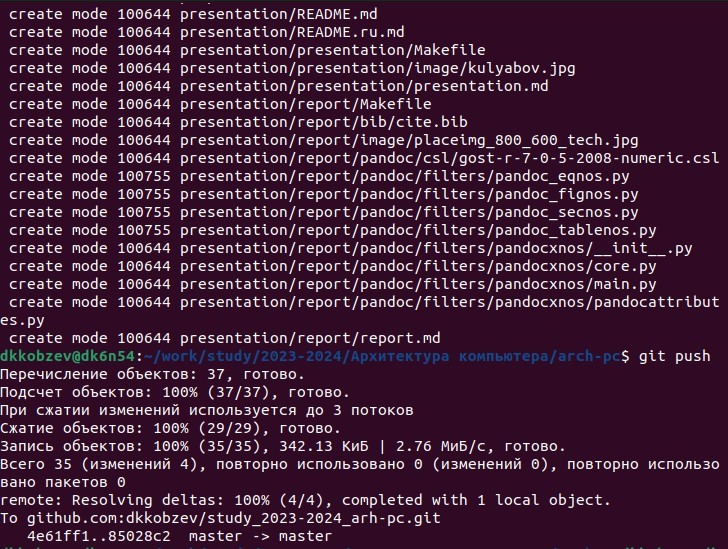 create mode 100644 presentation/README.md
create mode 100644 presentation/README.ru.md
create mode 100644 presentation/presentation/Makefile
create mode 100644 presentation/presentation/image/kulyabov.jpg
create mode 100644 presentation/presentation/presentation.md
create mode 100644 presentation/report/Makefile
create mode 100644 presentation/report/bib/cite.bib
create mode 100644 presentation/report/image/placeimg_800_600_tech.jpg
create mode 100644 presentation/report/pandoc/csl/gost-r-7-0-5-2008-numeric.csl
create mode 100755 presentation/report/pandoc/filters/pandoc_eqnos.py
create mode 100755 presentation/report/pandoc/filters/pandoc_fignos.py
create mode 100755 presentation/report/pandoc/filters/pandoc_secnos.py
create mode 100755 presentation/report/pandoc/filters/pandoc_tablenos.py
create mode 100644 presentation/report/pandoc/filters/pandocxnos/__init__.py
create mode 100644 presentation/report/pandoc/filters/pandocxnos/core.py
create mode 100644 presentation/report/pandoc/filters/pandocxnos/main.py
create mode 100644 presentation/report/pandoc/filters/pandocxnos/pandocattribut
es.py
create mode 100644 presentation/report/report.md
dkkobzev@dk6n54:~/work/study/2023-2024/Архитектура компьютера/arch-pc$ git push
Перечисление объектов: 37, готово.
Подсчет объектов: 100% (37/37), готово.
При сжатии изменений используется до 3 потоков
Сжатие объектов: 100% (29/29), готово.
Запись объектов: 100% (35/35), 342.13 КиБ | 2.76 МиБ/с, готово.
Всего 35 (изменений 4), повторно использовано 0 (изменений 0), повторно использо
вано пакетов 0
remote: Resolving deltas: 100% (4/4), completed with 1 local object.
To github.com:dkkobzev/study_2023-2024_arh-pc.git
4e61ff1..85028c2  master -> master